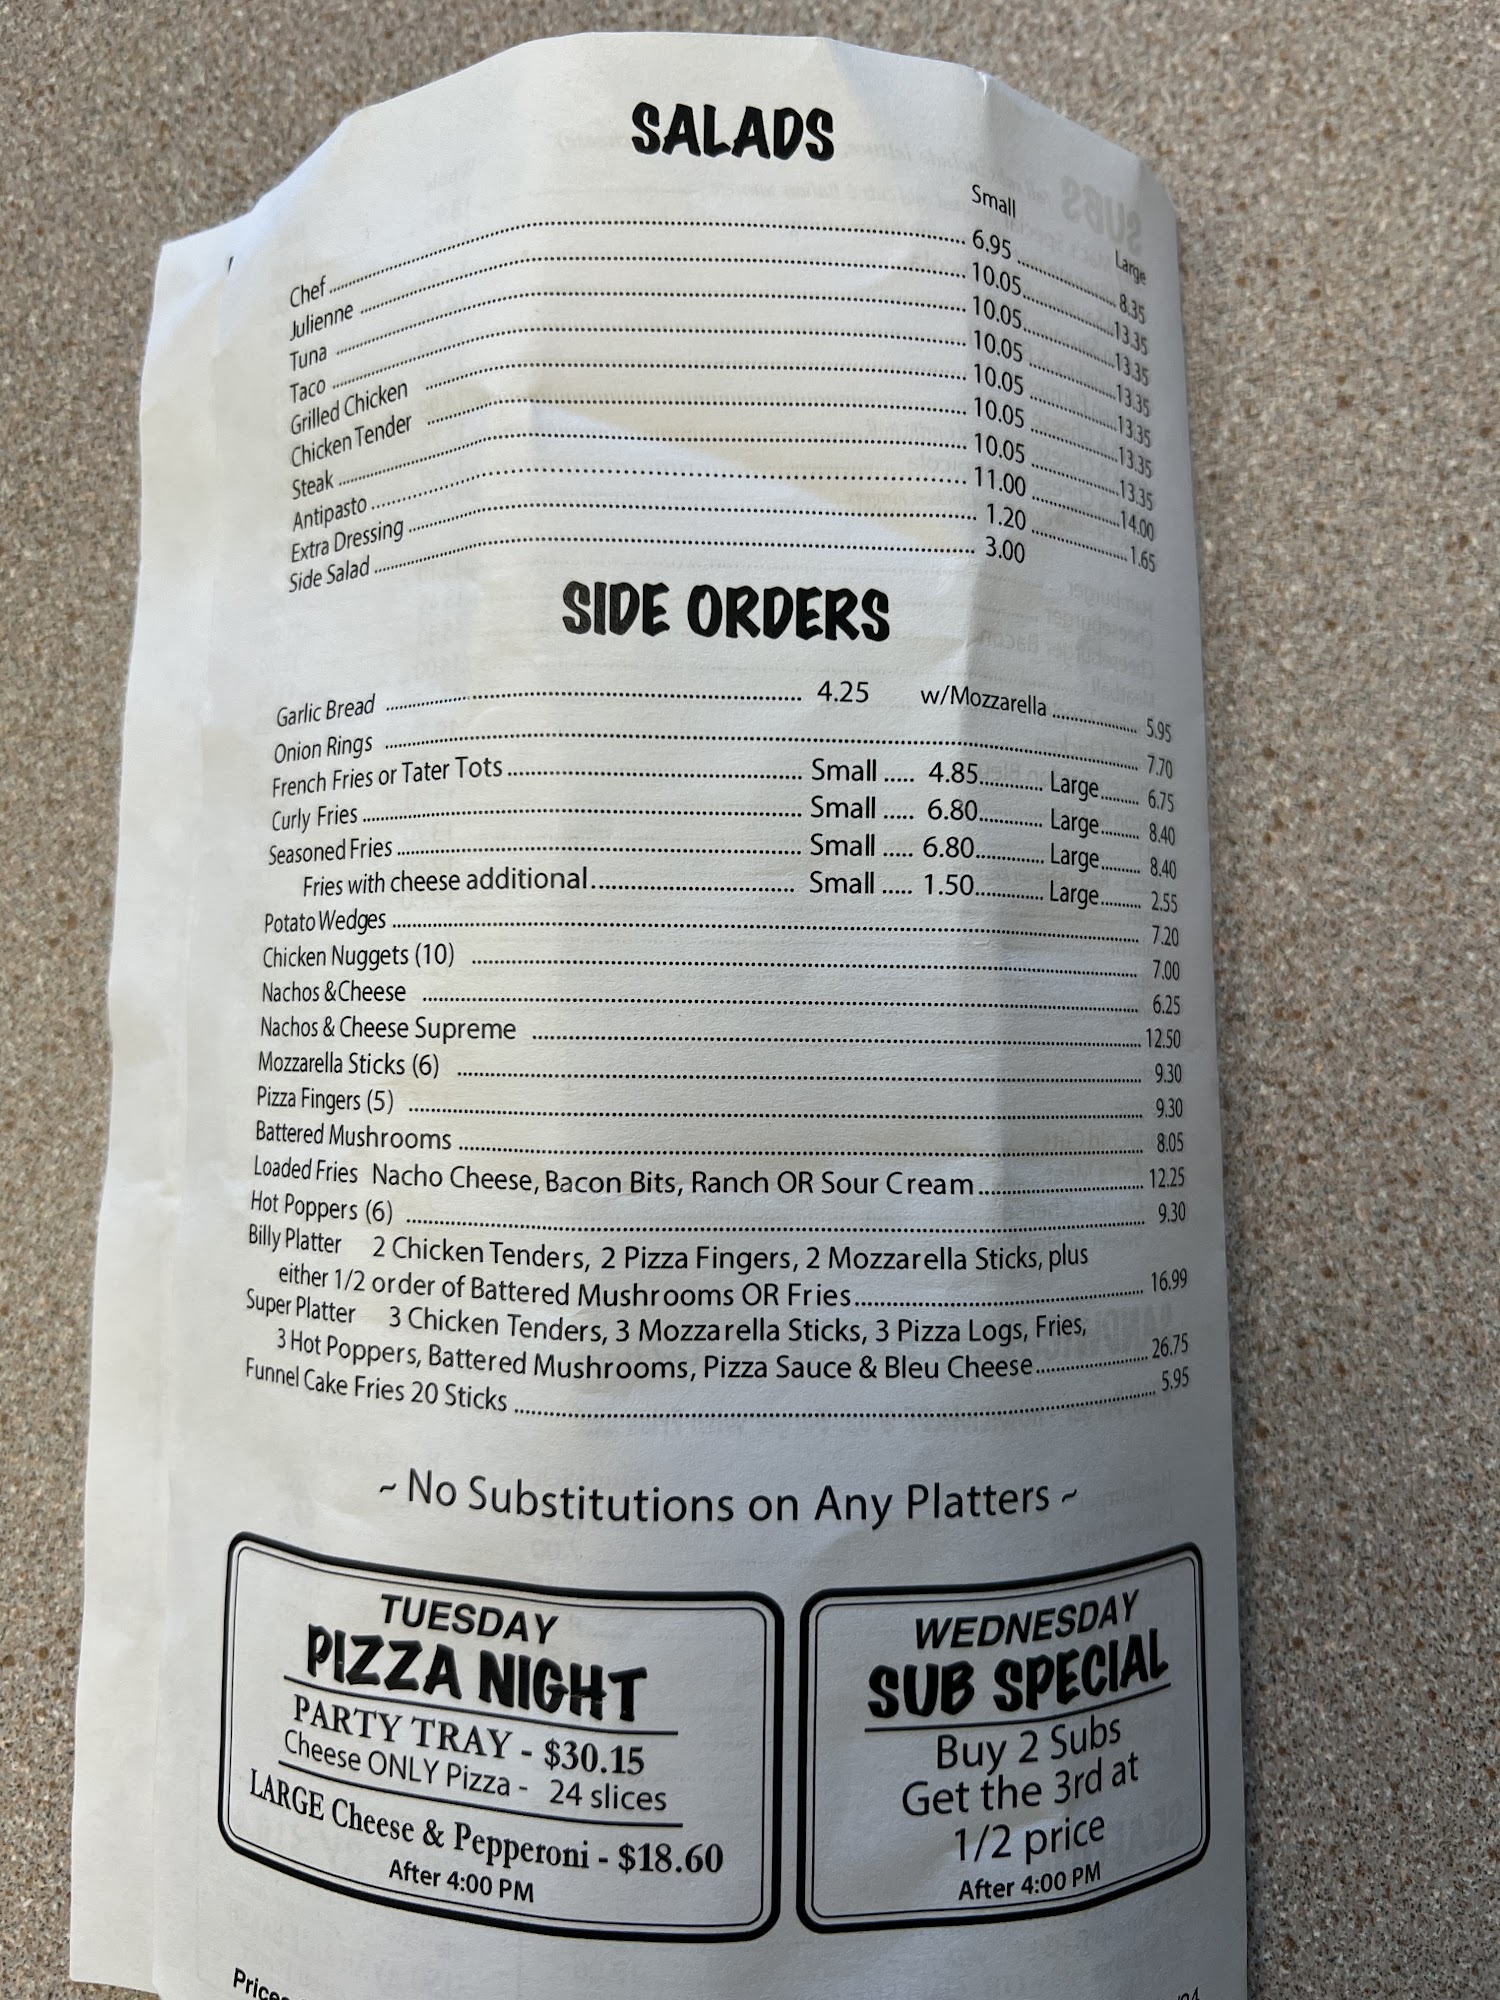 SALADS
Small Large
Chef 6.95 8.35
Julienne 10.05 13.35
Tuna 10.05 13.35
Taco 10.05 13.35
Grilled Chicken 10.05 13.35
Chicken Tender 10.05 13.35
Steak 10.05 13.35
Antipasto 11.00 14.00
Extra Dressing 1.20 1.65
Side Salad 3.00
SIDE ORDERS
Garlic Bread 4.25 w/Mozzarella 5.95
Onion Rings 7.70
French Fries or Tater Tots Small 4.85 Large 6.75
Curly Fries Small 6.80 Large 8.40
Seasoned Fries Small 6.80 Large 8.40
Fries with cheese additional Small 1.50 Large 2.55
Potato Wedges 7.20
Chicken Nuggets (10) 7.00
Nachos & Cheese 6.25
Nachos & Cheese Supreme 12.50
Mozzarella Sticks (6) 9.30
Pizza Fingers (5) 9.30
Battered Mushrooms 8.05
Loaded Fries Nacho Cheese, Bacon Bits, Ranch OR Sour Cream 12.25
Hot Poppers (6) 9.30
Billy Platter 2 Chicken Tenders, 2 Pizza Fingers, 2 Mozzarella Sticks, plus
either 1/2 order of Battered Mushrooms OR Fries 16.99
Super Platter 3 Chicken Tenders, 3 Mozzarella Sticks, 3 Pizza Logs, Fries,
3 Hot Poppers, Battered Mushrooms, Pizza Sauce & Bleu Cheese 26.75
Funnel Cake Fries 20 Sticks 5.95
~ No Substitutions on Any Platters ~
TUESDAY
PIZZA NIGHT
PARTY TRAY - $30.15
Cheese ONLY Pizza - 24 slices
LARGE Cheese & Pepperoni - $18.60
After 4:00 PM
WEDNESDAY
SUB SPECIAL
Buy 2 Subs
Get the 3rd at
1/2 price
After 4:00 PM